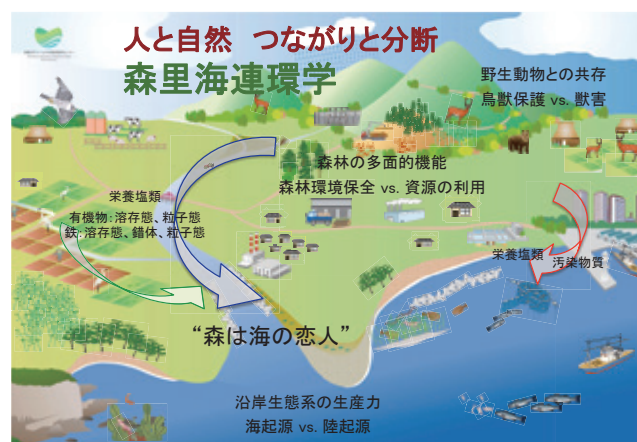 人と自然 つながりと分断
森里海連環学
野生動物との共存
鳥獣保護 vs. 獣害
森林の多面的機能
森林環境保全 vs. 資源の利用
栄養塩類
有機物：溶存態、粒子態
鉄：溶存態、錯体、粒子態
栄養塩類
汚染物質
“森は海の恋人”
沿岸生態系の生産力
海起源 vs. 陸起源